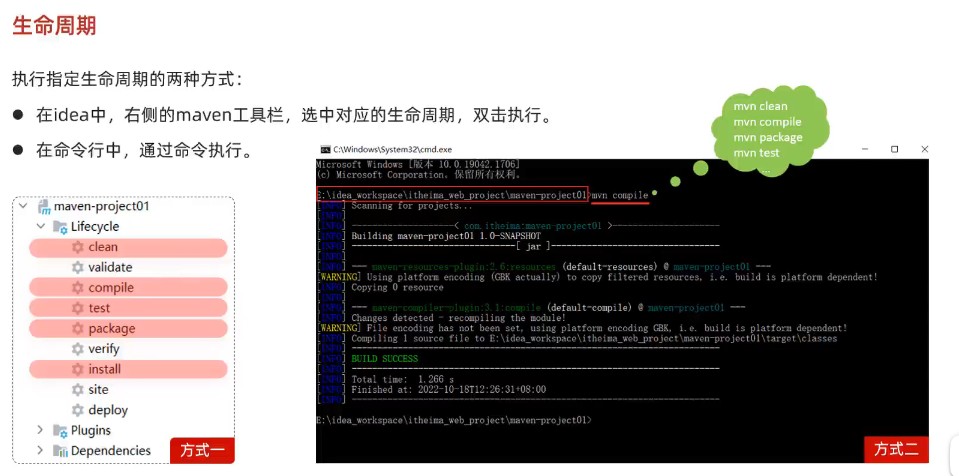 生命周期
执行指定生命周期的两种方式：
● 在idea中，右侧的maven工具栏，选中对应的生命周期，双击执行。
● 在命令行中，通过命令执行。
mvn clean
mvn compile
mvn package
mvn test
...
maven-project01
Lifecycle
clean
validate
compile
test
package
verify
install
site
deploy
Plugins
Dependencies
方式一
C:\Windows\System32\cmd.exe
Microsoft Windows [版本 10.0.19042.1706]
(c) Microsoft Corporation. 保留所有权利。
E:\idea_workspace\itheima_web_project\maven-project01>mvn compile
[INFO] Scanning for projects...
[INFO]
[INFO] --------------------< com.itheima:maven-project01 >--------------------
[INFO] Building maven-project01 1.0-SNAPSHOT
[INFO] --------------------------------[ jar ]---------------------------------
[INFO]
[INFO] --- maven-resources-plugin:2.6:resources (default-resources) @ maven-project01 ---
[WARNING] Using platform encoding (GBK actually) to copy filtered resources, i.e. build is platform dependent!
[INFO] Copying 0 resource
[INFO]
[INFO] --- maven-compiler-plugin:3.1:compile (default-compile) @ maven-project01 ---
[INFO] Changes detected - recompiling the module!
[WARNING] File encoding has not been set, using platform encoding GBK, i.e. build is platform dependent!
[INFO] Compiling 1 source file to E:\idea_workspace\itheima_web_project\maven-project01\target\classes
[INFO] ------------------------------------------------------------------------
[INFO] BUILD SUCCESS
[INFO] ------------------------------------------------------------------------
[INFO] Total time:  1.266 s
[INFO] Finished at: 2022-10-18T12:26:31+08:00
[INFO] ------------------------------------------------------------------------
E:\idea_workspace\itheima_web_project\maven-project01>
方式二